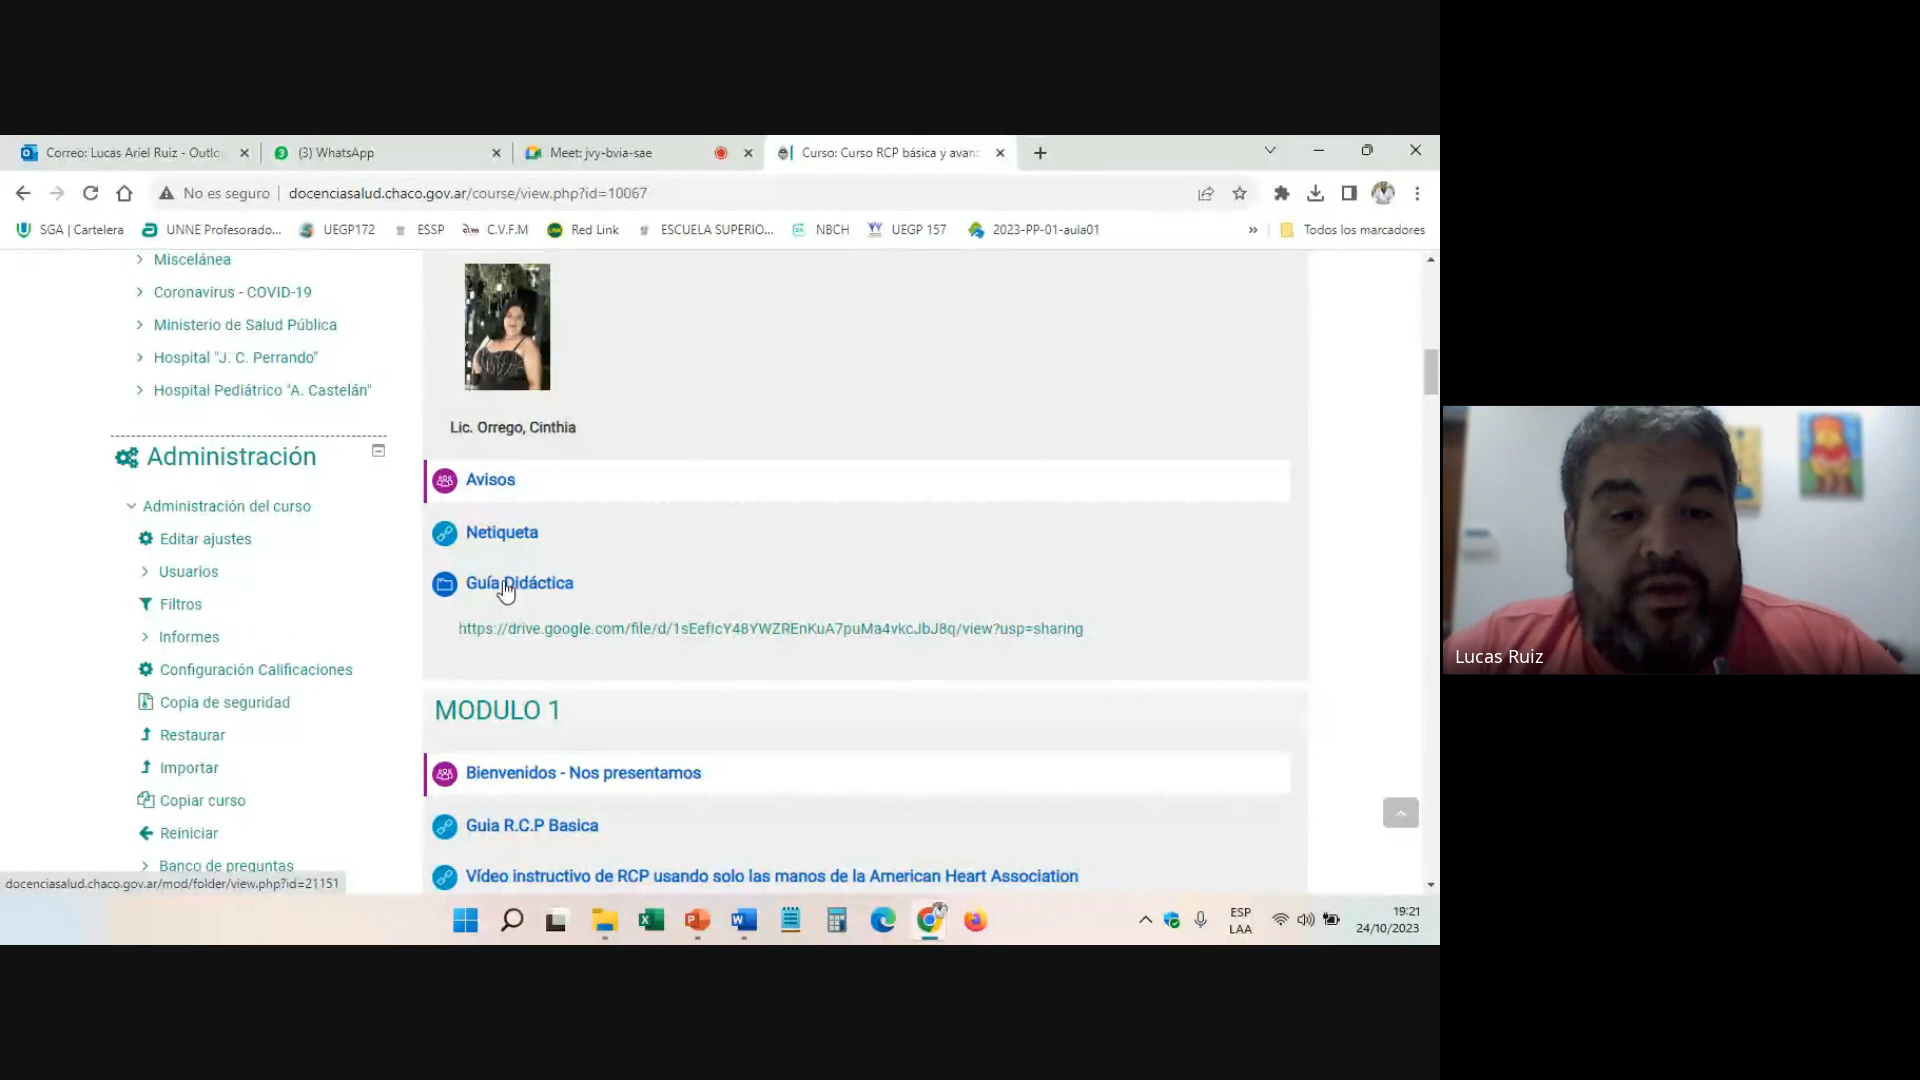 Correo: Lucas Ariel Ruiz - Outlo
(3) WhatsApp
Meet: jvy-bvia-sae
Curso: Curso RCP básica y avan
No es seguro
docenciasalud.chaco.gov.ar/course/view.php?id=10067
SGA | Cartelera
UNNE Profesorado...
UEGP172
ESSP
C.V.F.M
Red Link
ESCUELA SUPERIO...
NBCH
UEGP 157
2023-PP-01-aula01
»
Todos los marcadores
Miscelánea
Coronavirus - COVID-19
Ministerio de Salud Pública
Hospital "J. C. Perrando"
Hospital Pediátrico "A. Castelán"
Administración
Administración del curso
Editar ajustes
Usuarios
Filtros
Informes
Configuración Calificaciones
Copia de seguridad
Restaurar
Importar
Copiar curso
Reiniciar
Banco de preguntas
docenciasalud.chaco.gov.ar/mod/folder/view.php?id=21151
Lic. Orrego, Cinthia
Avisos
Netiqueta
Guía Didáctica
https://drive.google.com/file/d/1sEefIcY48YWZREnKuA7puMa4vkcJbJ8q/view?usp=sharing
MODULO 1
Bienvenidos - Nos presentamos
Guia R.C.P Basica
Vídeo instructivo de RCP usando solo las manos de la American Heart Association
ESP
LAA
19:21
24/10/2023
Lucas Ruiz